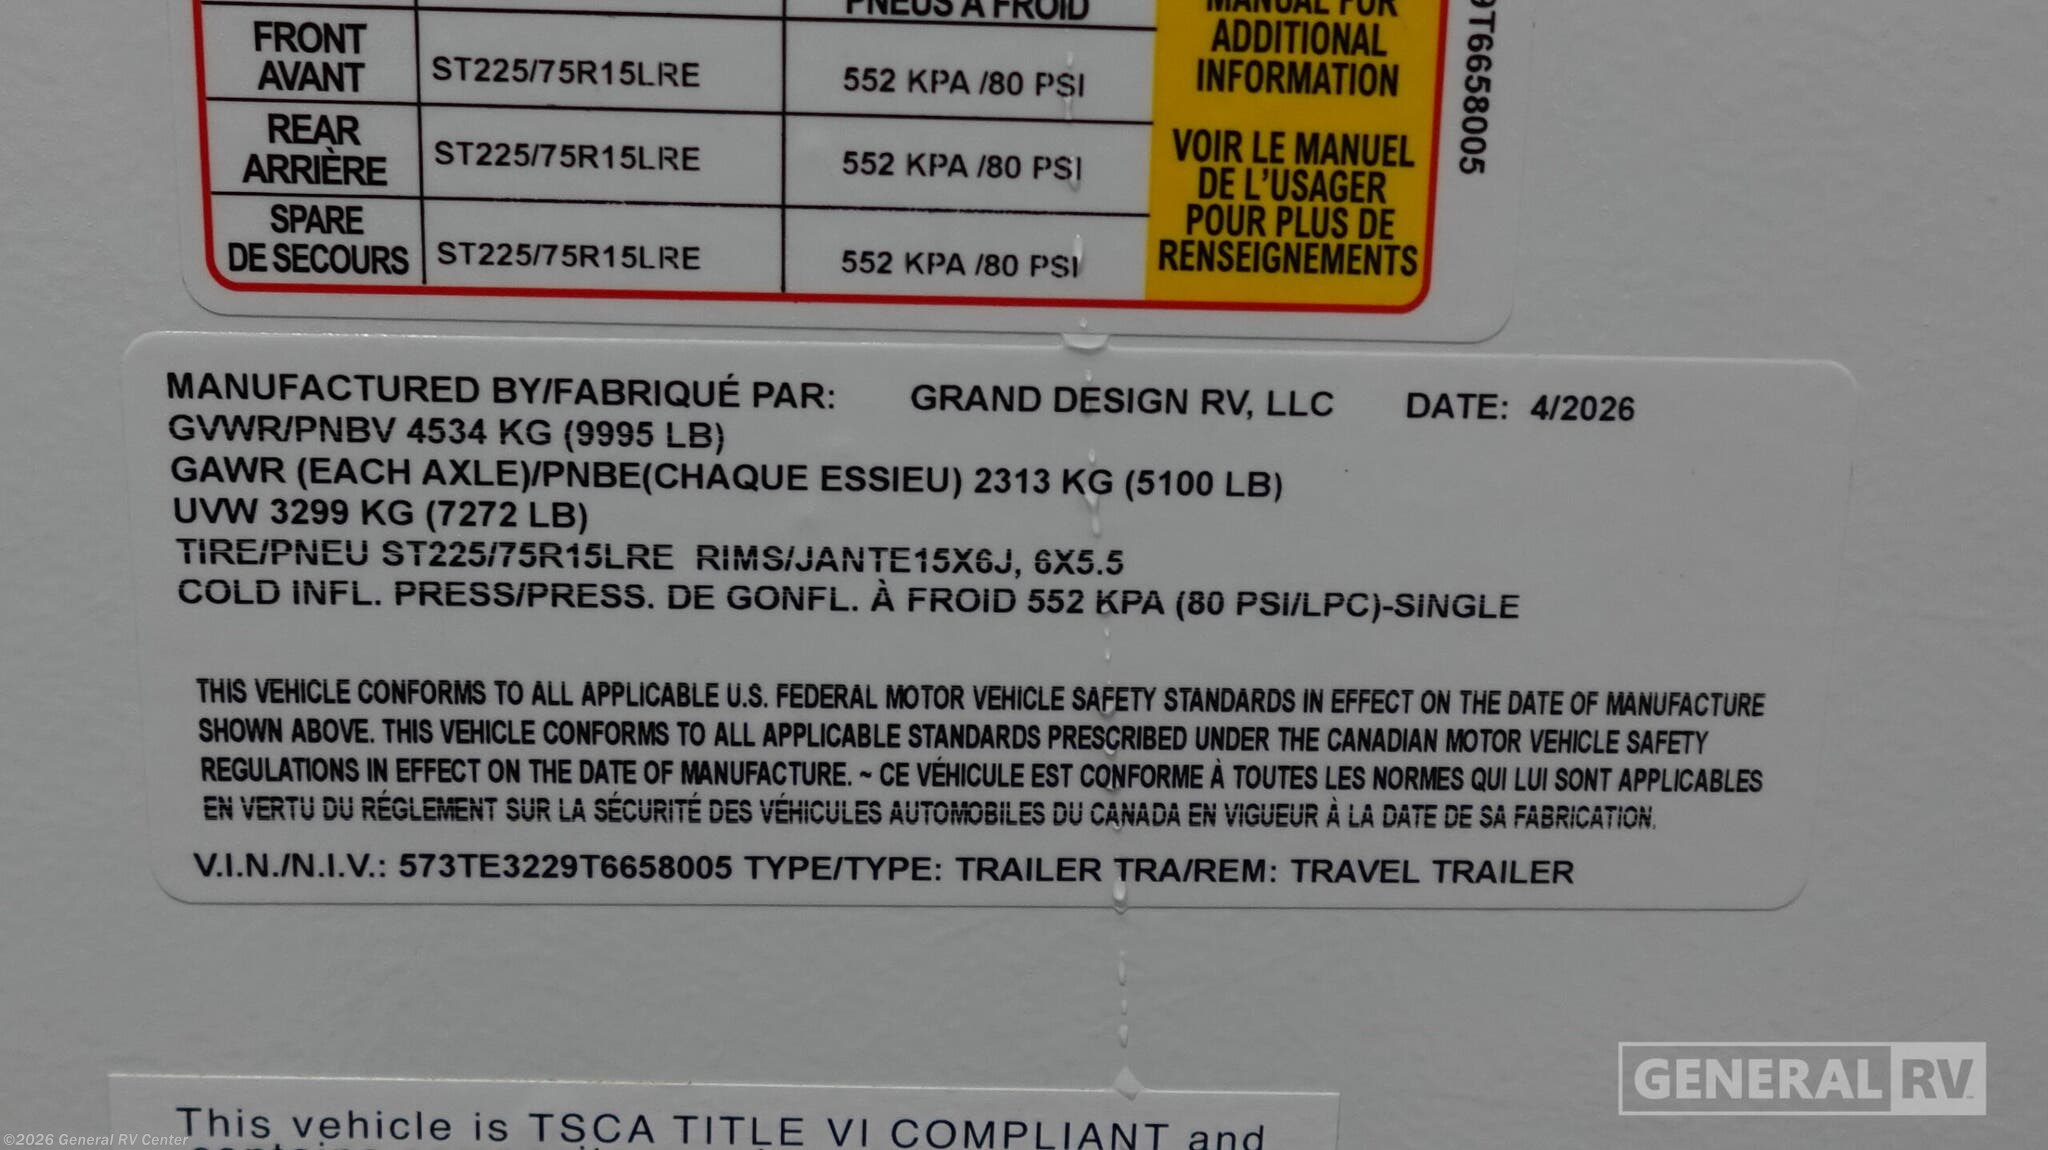 PNEUS À FROID
MANUAL FOR
ADDITIONAL
INFORMATION
FRONT
AVANT
ST225/75R15LRE
552 KPA /80 PSI
REAR
ARRIÈRE
ST225/75R15LRE
552 KPA /80 PSI
VOIR LE MANUEL
DE L'USAGER
POUR PLUS DE
RENSEIGNEMENTS
SPARE
DE SECOURS
ST225/75R15LRE
552 KPA /80 PSI
9T6658005
MANUFACTURED BY/FABRIQUÉ PAR: GRAND DESIGN RV, LLC DATE: 4/2026
GVWR/PNBV 4534 KG (9995 LB)
GAWR (EACH AXLE)/PNBE(CHAQUE ESSIEU) 2313 KG (5100 LB)
UVW 3299 KG (7272 LB)
TIRE/PNEU ST225/75R15LRE RIMS/JANTE15X6J, 6X5.5
COLD INFL. PRESS/PRESS. DE GONFL. À FROID 552 KPA (80 PSI/LPC)-SINGLE
THIS VEHICLE CONFORMS TO ALL APPLICABLE U.S. FEDERAL MOTOR VEHICLE SAFETY STANDARDS IN EFFECT ON THE DATE OF MANUFACTURE
SHOWN ABOVE. THIS VEHICLE CONFORMS TO ALL APPLICABLE STANDARDS PRESCRIBED UNDER THE CANADIAN MOTOR VEHICLE SAFETY
REGULATIONS IN EFFECT ON THE DATE OF MANUFACTURE. ~ CE VÉHICULE EST CONFORME À TOUTES LES NORMES QUI LUI SONT APPLICABLES
EN VERTU DU RÉGLEMENT SUR LA SÉCURITÉ DES VÉHICULES AUTOMOBILES DU CANADA EN VIGUEUR À LA DATE DE SA FABRICATION.
V.I.N./N.I.V.: 573TE3229T6658005 TYPE/TYPE: TRAILER TRA/REM: TRAVEL TRAILER
GENERAL RV
This vehicle is TSCA TITLE VI COMPLIANT and
©2026 General RV Center